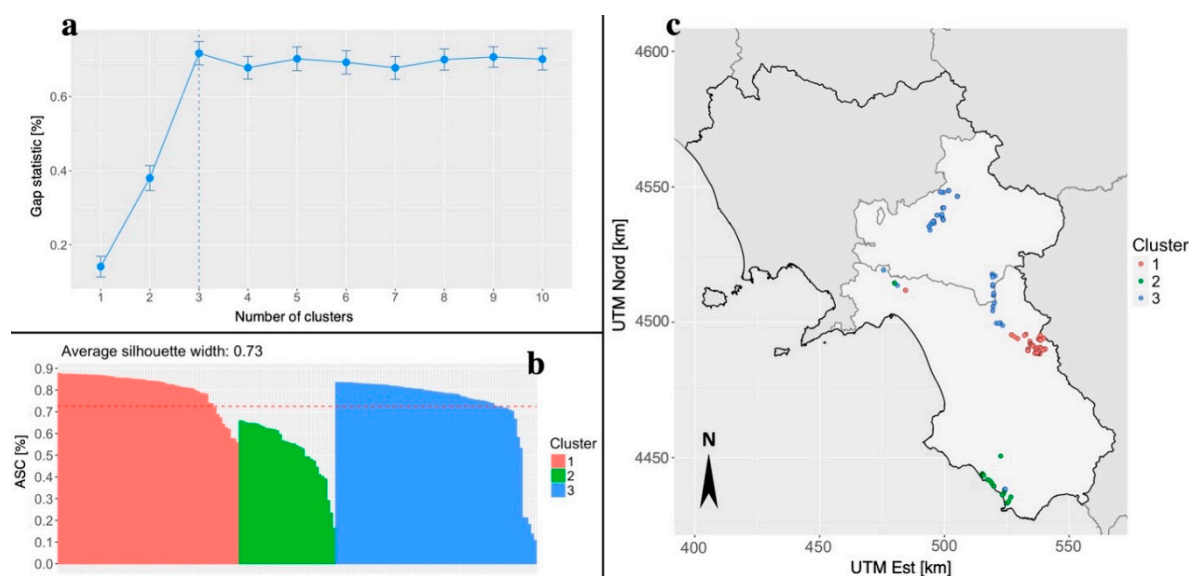 a
Gap statistic [%]
0.6
0.4
0.2
1 2 3 4 5 6 7 8 9 10
Number of clusters
Average silhouette width: 0.73
b
ASC [%]
0.9
0.8
0.7
0.6
0.5
0.4
0.3
0.2
0.1
0.0
Cluster
1
2
3
c
UTM Nord [km]
4600
4550
4500
4450
N
400 450 500 550
UTM Est [km]
Cluster
1
2
3